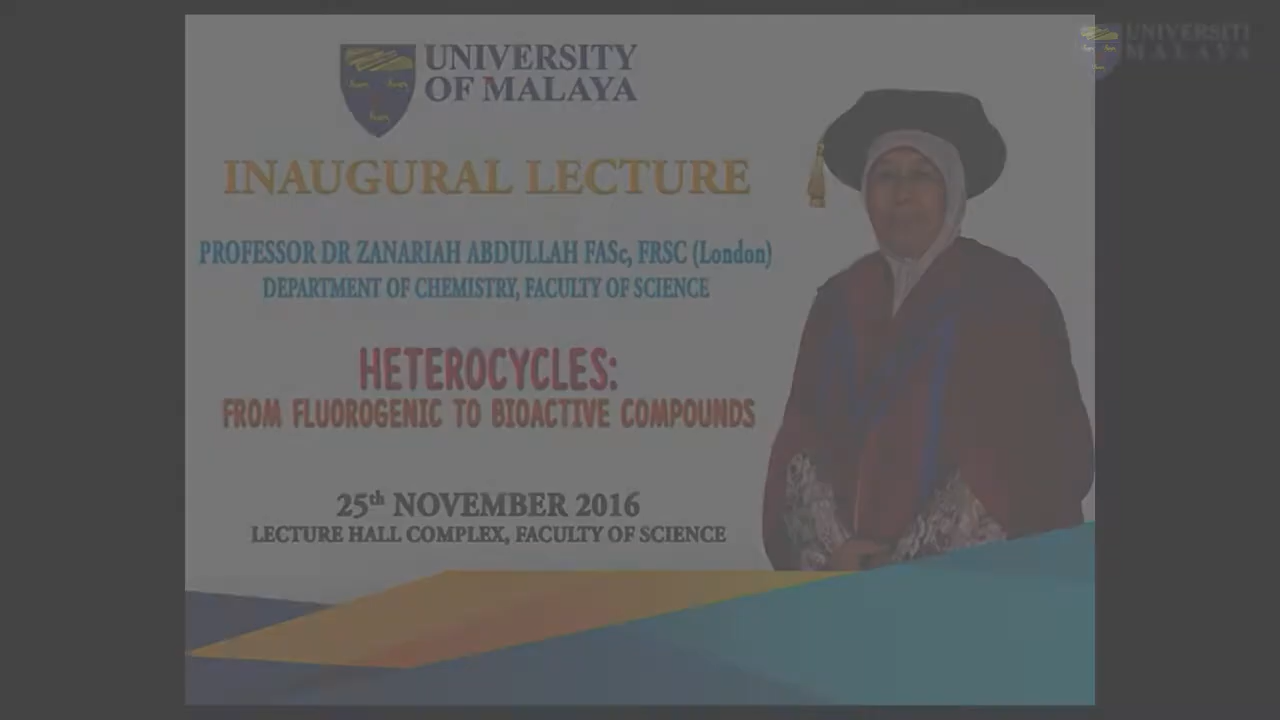 UNIVERSITY
OF MALAYA
UNIVERSITI
MALAYA
INAUGURAL LECTURE
PROFESSOR DR ZANARIAH ABDULLAH FASc, FRSC (London)
DEPARTMENT OF CHEMISTRY, FACULTY OF SCIENCE
HETEROCYCLES:
FROM FLUOROGENIC TO BIOACTIVE COMPOUNDS
25th NOVEMBER 2016
LECTURE HALL COMPLEX, FACULTY OF SCIENCE